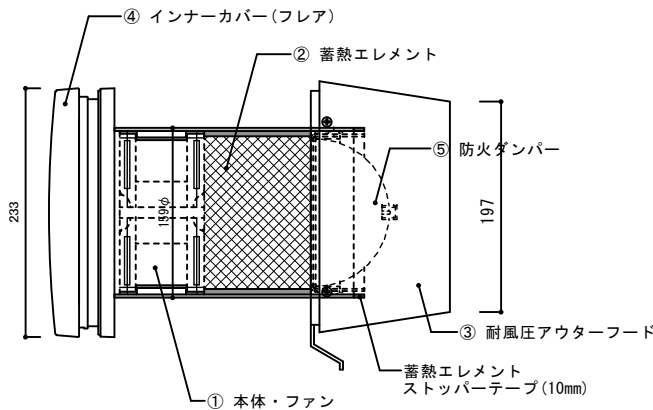 ④ インナーカバー(フレア)
② 蓄熱エレメント
⑤ 防火ダンパー
233
159φ
197
③ 耐風圧アウターフード
蓄熱エレメント
ストッパーテープ(10mm)
① 本体・ファン